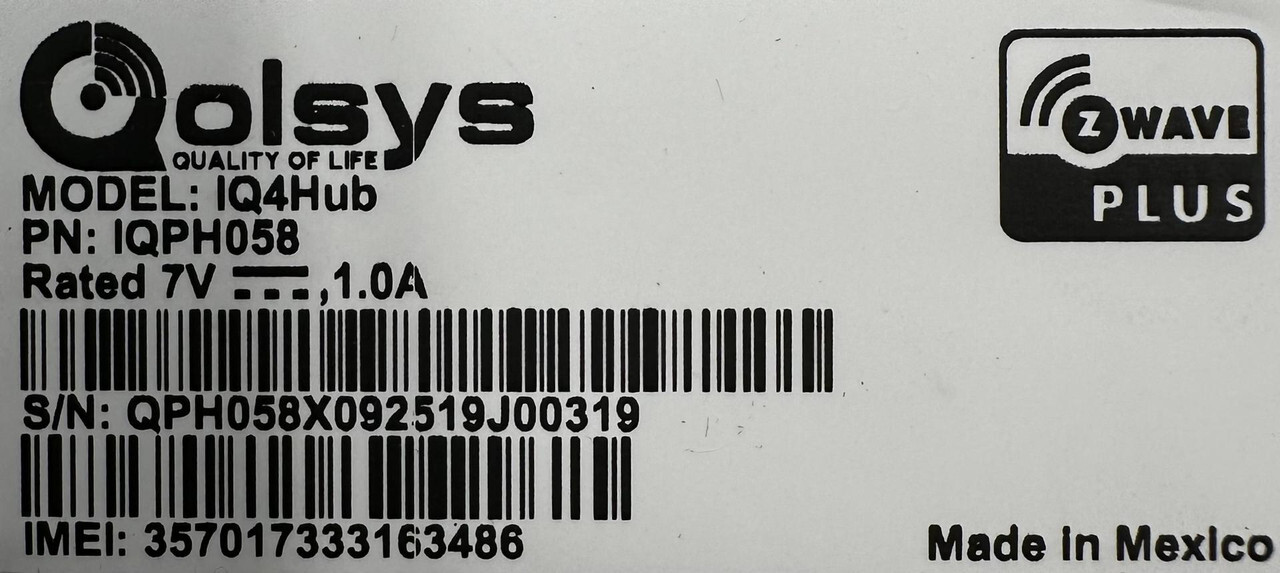 Qolsys
QUALITY OF LIFE
MODEL: IQ4Hub
PN: IQPH058
Rated 7V ⎓,1.0A
S/N: QPH058X092519J00319
IMEI: 357017333163486
Z WAVE
PLUS
Made in Mexico